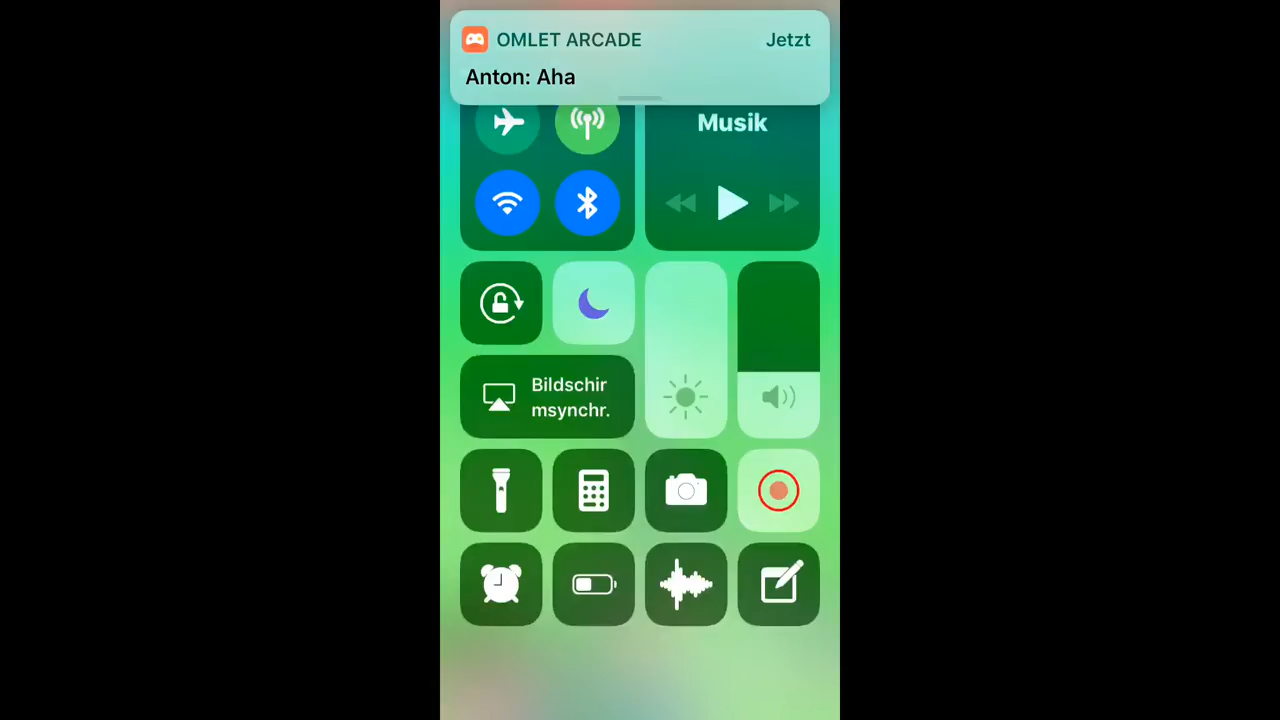 OMLET ARCADE
Jetzt
Anton: Aha
Musik
Bildschir
msynchr.